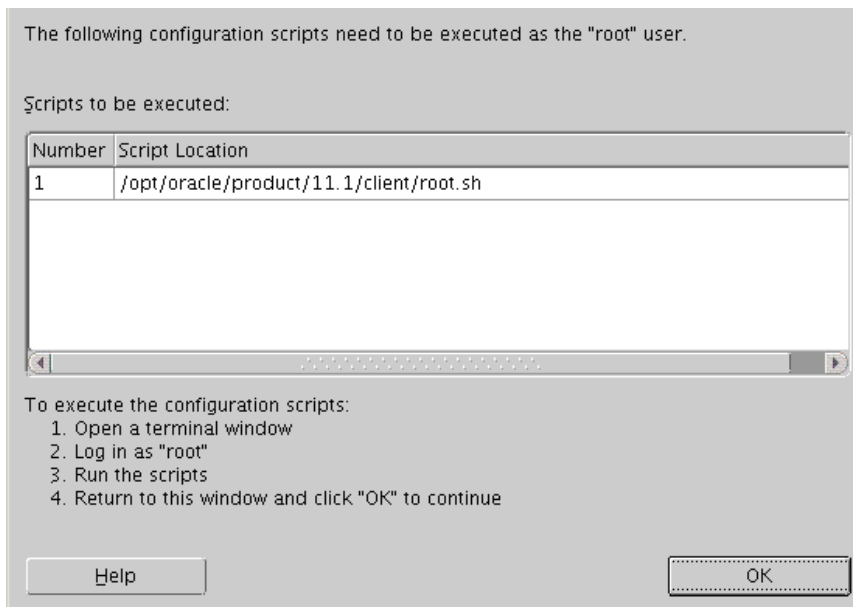 The following configuration scripts need to be executed as the "root" user.
Scripts to be executed:
Number Script Location
1 /opt/oracle/product/11.1/client/root.sh
To execute the configuration scripts:
1. Open a terminal window
2. Log in as "root"
3. Run the scripts
4. Return to this window and click "OK" to continue
Help OK